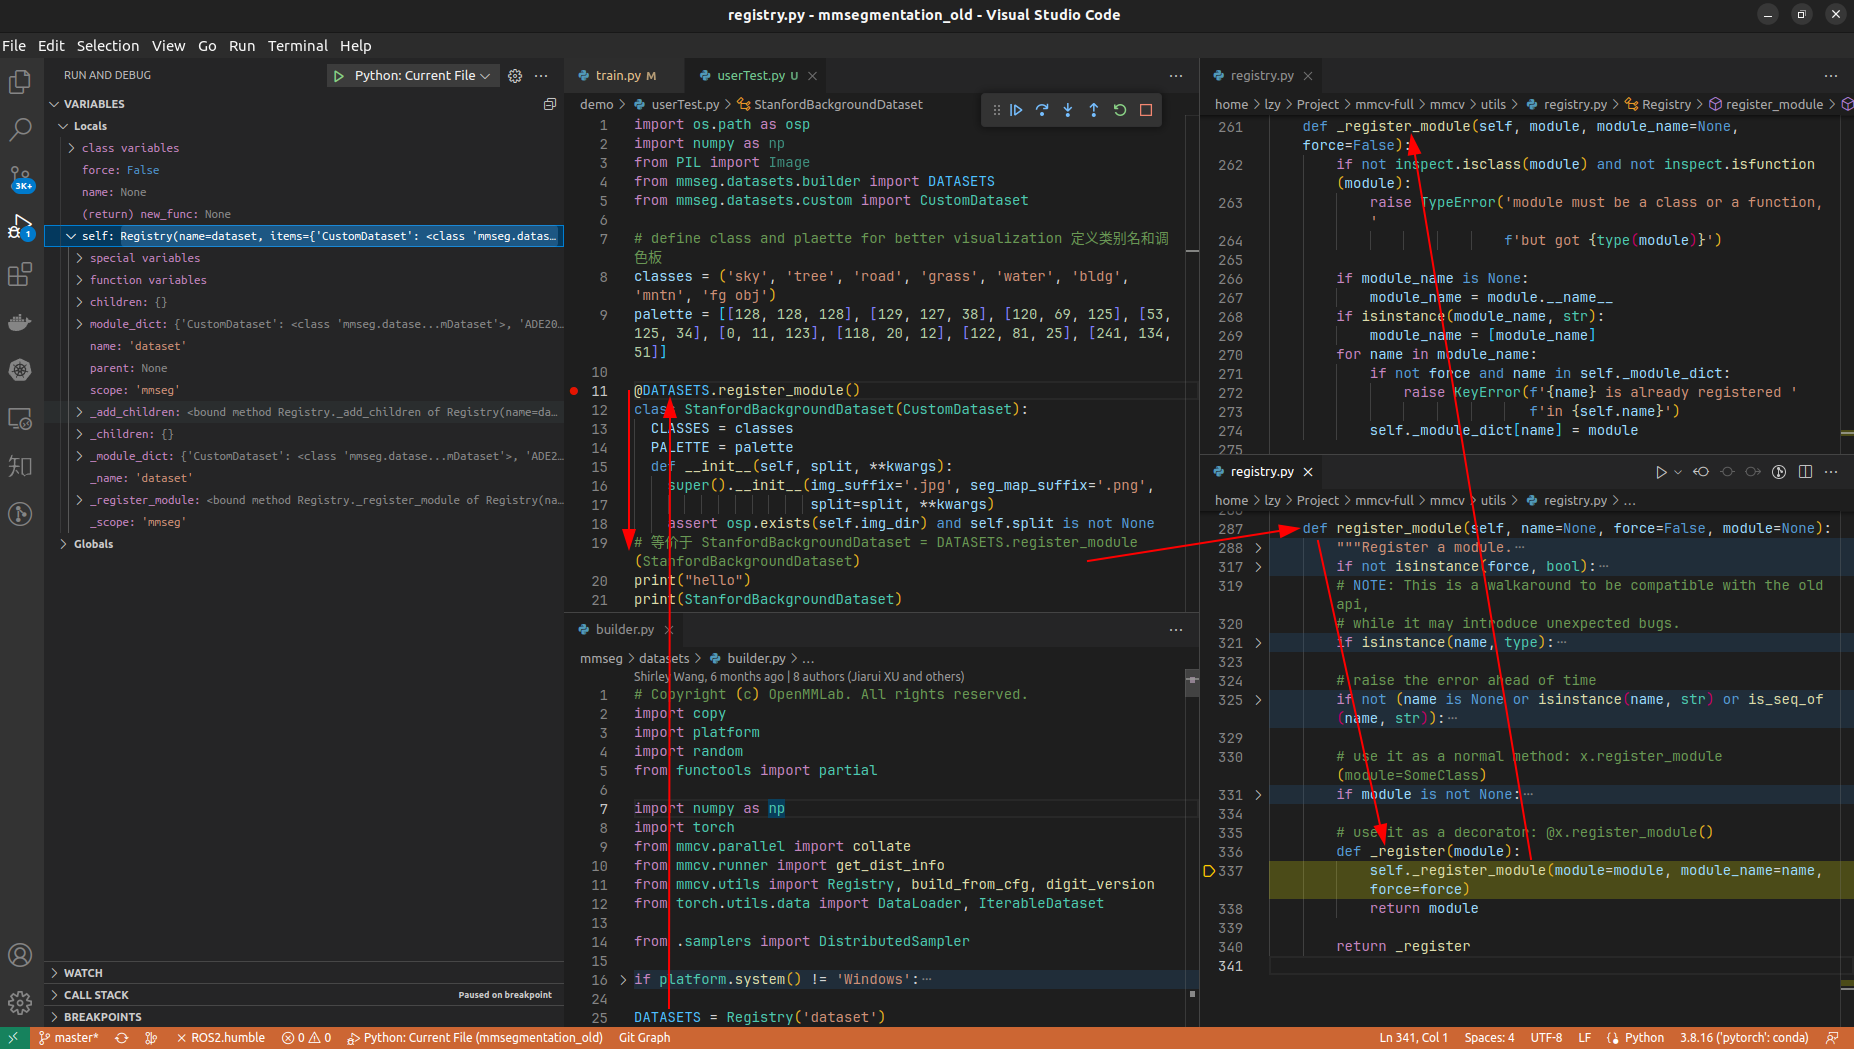 registry.py - mmsegmentation_old - Visual Studio Code
File Edit Selection View Go Run Terminal Help
RUN AND DEBUG
Python: Current File
VARIABLES
Locals
class variables
force: False
name: None
(return) new_func: None
self: Registry(name=dataset, items={'CustomDataset': <class 'mmseg.datas…
special variables
function variables
children: {}
module_dict: {'CustomDataset': <class 'mmseg.datase...mDataset'>, 'ADE20…
name: 'dataset'
parent: None
scope: 'mmseg'
_add_children: <bound method Registry._add_children of Registry(name=da…
_children: {}
_module_dict: {'CustomDataset': <class 'mmseg.datase...mDataset'>, 'ADE2…
_name: 'dataset'
_register_module: <bound method Registry._register_module of Registry(na…
_scope: 'mmseg'
Globals
3K+
1
知
WATCH
CALL STACK Paused on breakpoint
BREAKPOINTS
train.py M userTest.py U
demo > userTest.py > StanfordBackgroundDataset
1 import os.path as osp
2 import numpy as np
3 from PIL import Image
4 from mmseg.datasets.builder import DATASETS
5 from mmseg.datasets.custom import CustomDataset
6
7 # define class and plaette for better visualization 定义类别名和调
色板
8 classes = ('sky', 'tree', 'road', 'grass', 'water', 'bldg',
'mntn', 'fg obj')
9 palette = [[128, 128, 128], [129, 127, 38], [120, 69, 125], [53,
125, 34], [0, 11, 123], [118, 20, 12], [122, 81, 25], [241, 134,
51]]
10
11 @DATASETS.register_module()
12 class StanfordBackgroundDataset(CustomDataset):
13 CLASSES = classes
14 PALETTE = palette
15 def __init__(self, split, **kwargs):
16 super().__init__(img_suffix='.jpg', seg_map_suffix='.png',
17 split=split, **kwargs)
18 assert osp.exists(self.img_dir) and self.split is not None
19 # 等价于 StanfordBackgroundDataset = DATASETS.register_module
(StanfordBackgroundDataset)
20 print("hello")
21 print(StanfordBackgroundDataset)
builder.py
mmseg > datasets > builder.py > …
Shirley Wang, 6 months ago | 8 authors (Jiarui XU and others)
1 # Copyright (c) OpenMMLab. All rights reserved.
2 import copy
3 import platform
4 import random
5 from functools import partial
6
7 import numpy as np
8 import torch
9 from mmcv.parallel import collate
10 from mmcv.runner import get_dist_info
11 from mmcv.utils import Registry, build_from_cfg, digit_version
12 from torch.utils.data import DataLoader, IterableDataset
13
14 from .samplers import DistributedSampler
15
16 if platform.system() != 'Windows':…
24
25 DATASETS = Registry('dataset')
registry.py
home > lzy > Project > mmcv-full > mmcv > utils > registry.py > Registry > register_module >
261 def _register_module(self, module, module_name=None,
force=False):
262 if not inspect.isclass(module) and not inspect.isfunction
(module):
263 raise TypeError('module must be a class or a function,
'
264 f'but got {type(module)}')
265
266 if module_name is None:
267 module_name = module.__name__
268 if isinstance(module_name, str):
269 module_name = [module_name]
270 for name in module_name:
271 if not force and name in self._module_dict:
272 raise KeyError(f'{name} is already registered '
273 f'in {self.name}')
274 self._module_dict[name] = module
275
registry.py
home > lzy > Project > mmcv-full > mmcv > utils > registry.py > …
287 def register_module(self, name=None, force=False, module=None):
288 """Register a module.…
317 if not isinstance(force, bool):…
319 # NOTE: This is a walkaround to be compatible with the old
api,
320 # while it may introduce unexpected bugs.
321 if isinstance(name, type):…
323
324 # raise the error ahead of time
325 if not (name is None or isinstance(name, str) or is_seq_of
(name, str)):…
329
330 # use it as a normal method: x.register_module
(module=SomeClass)
331 if module is not None:…
334
335 # use it as a decorator: @x.register_module()
336 def _register(module):
337 self._register_module(module=module, module_name=name,
force=force)
338 return module
339
340 return _register
341
master* ROS2.humble 0 0 Python: Current File (mmsegmentation_old) Git Graph Ln 341, Col 1 Spaces: 4 UTF-8 LF Python 3.8.16 ('pytorch': conda)